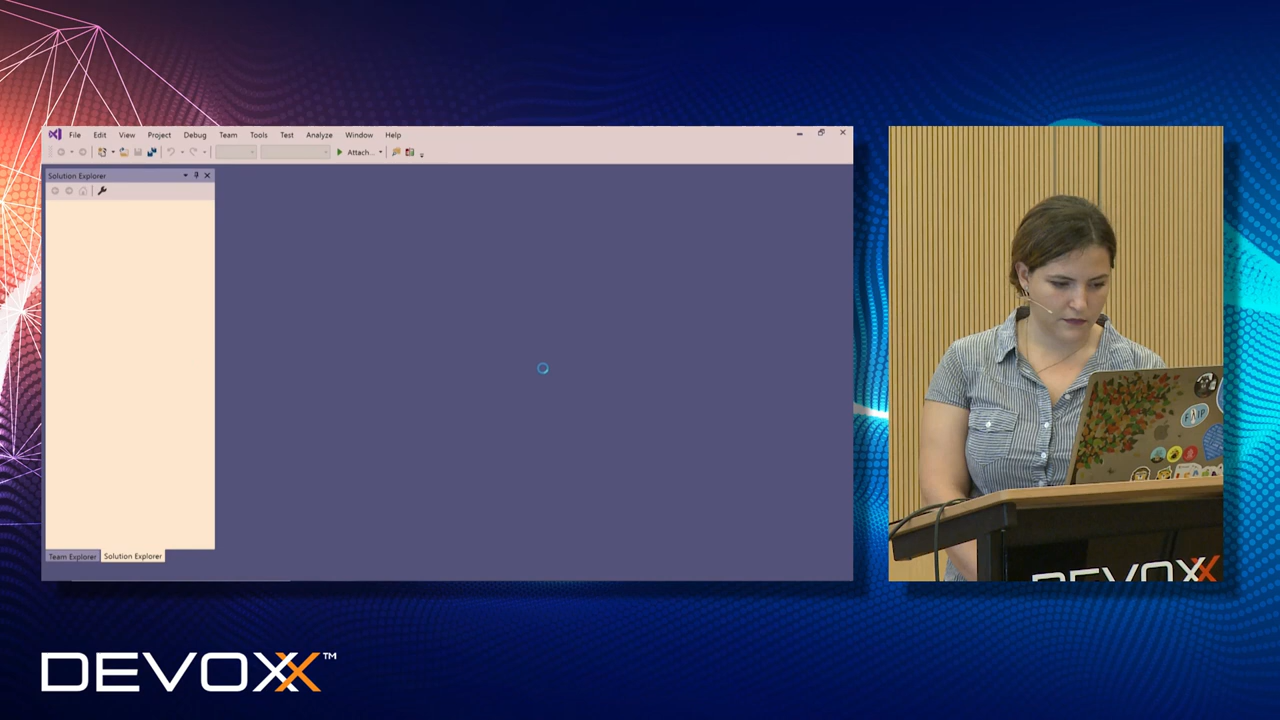 File Edit View Project Debug Team Tools Test Analyze Window Help
Attach...
Solution Explorer
Team Explorer Solution Explorer
DEVOXX
DEVOXX™